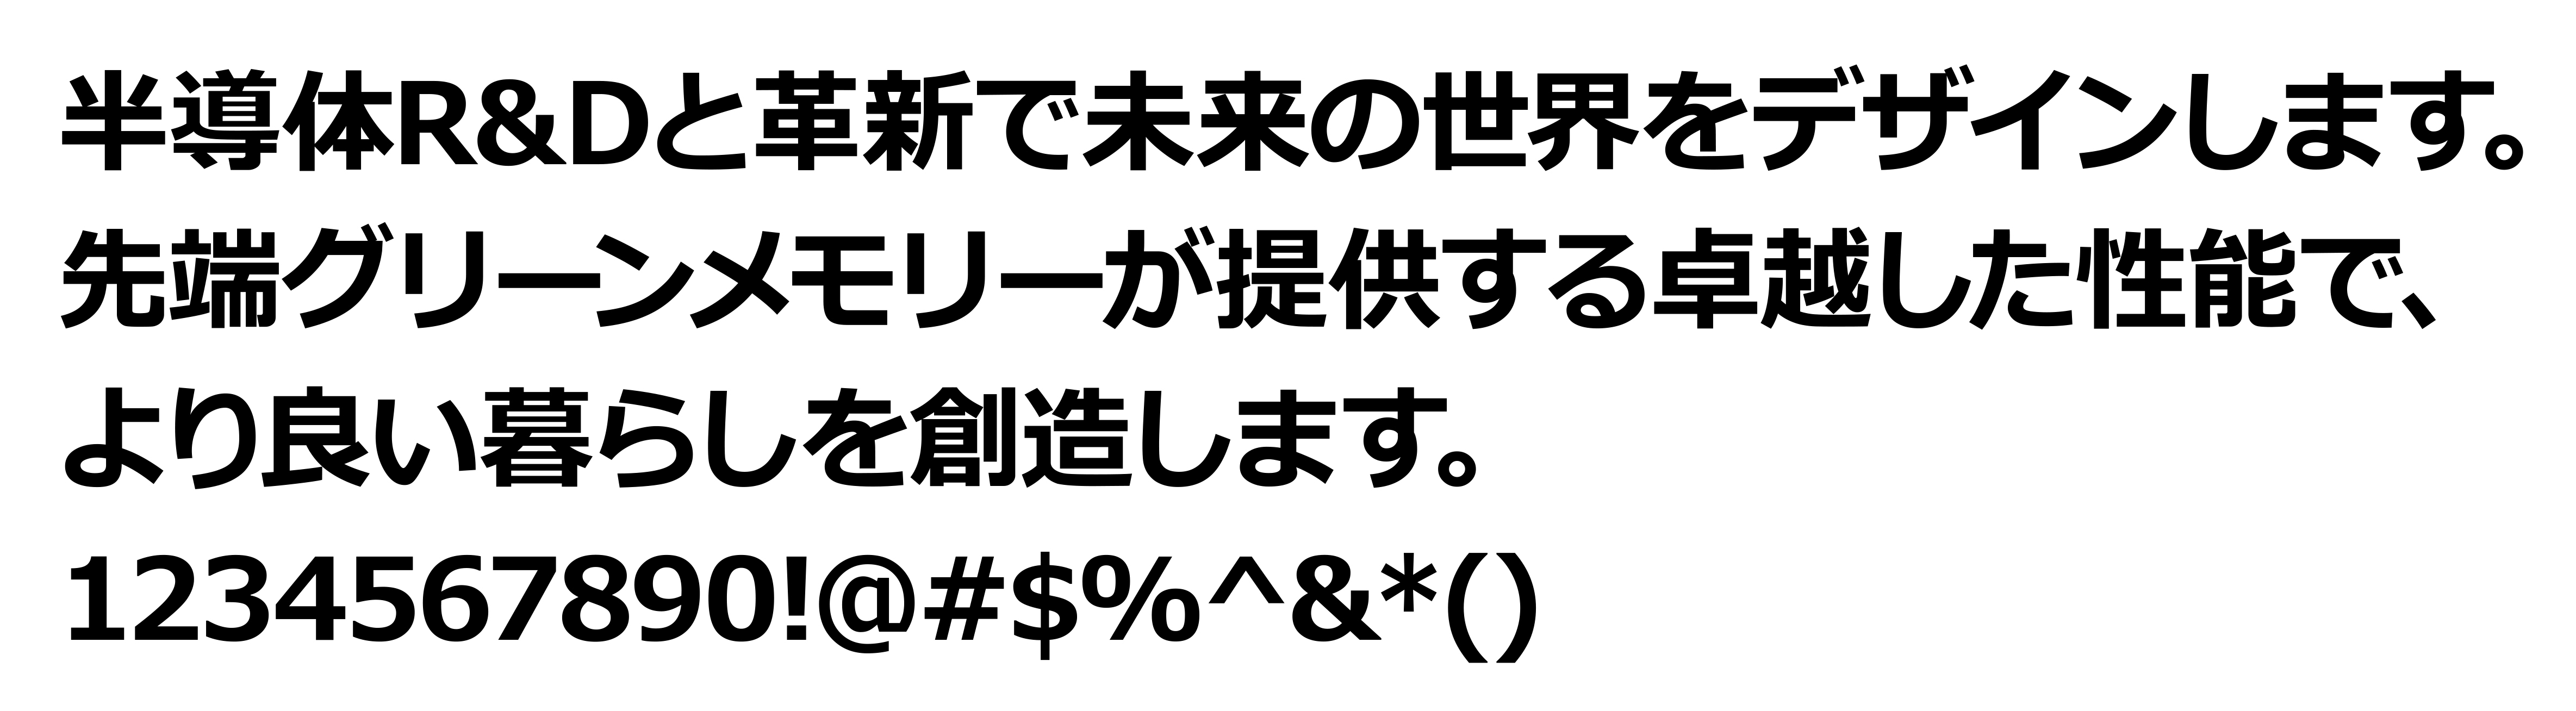 半導体R&Dと革新で未来の世界をデザインします。
先端グリーンメモリーが提供する卓越した性能で、
より良い暮らしを創造します。
1234567890!@#$%^&*()